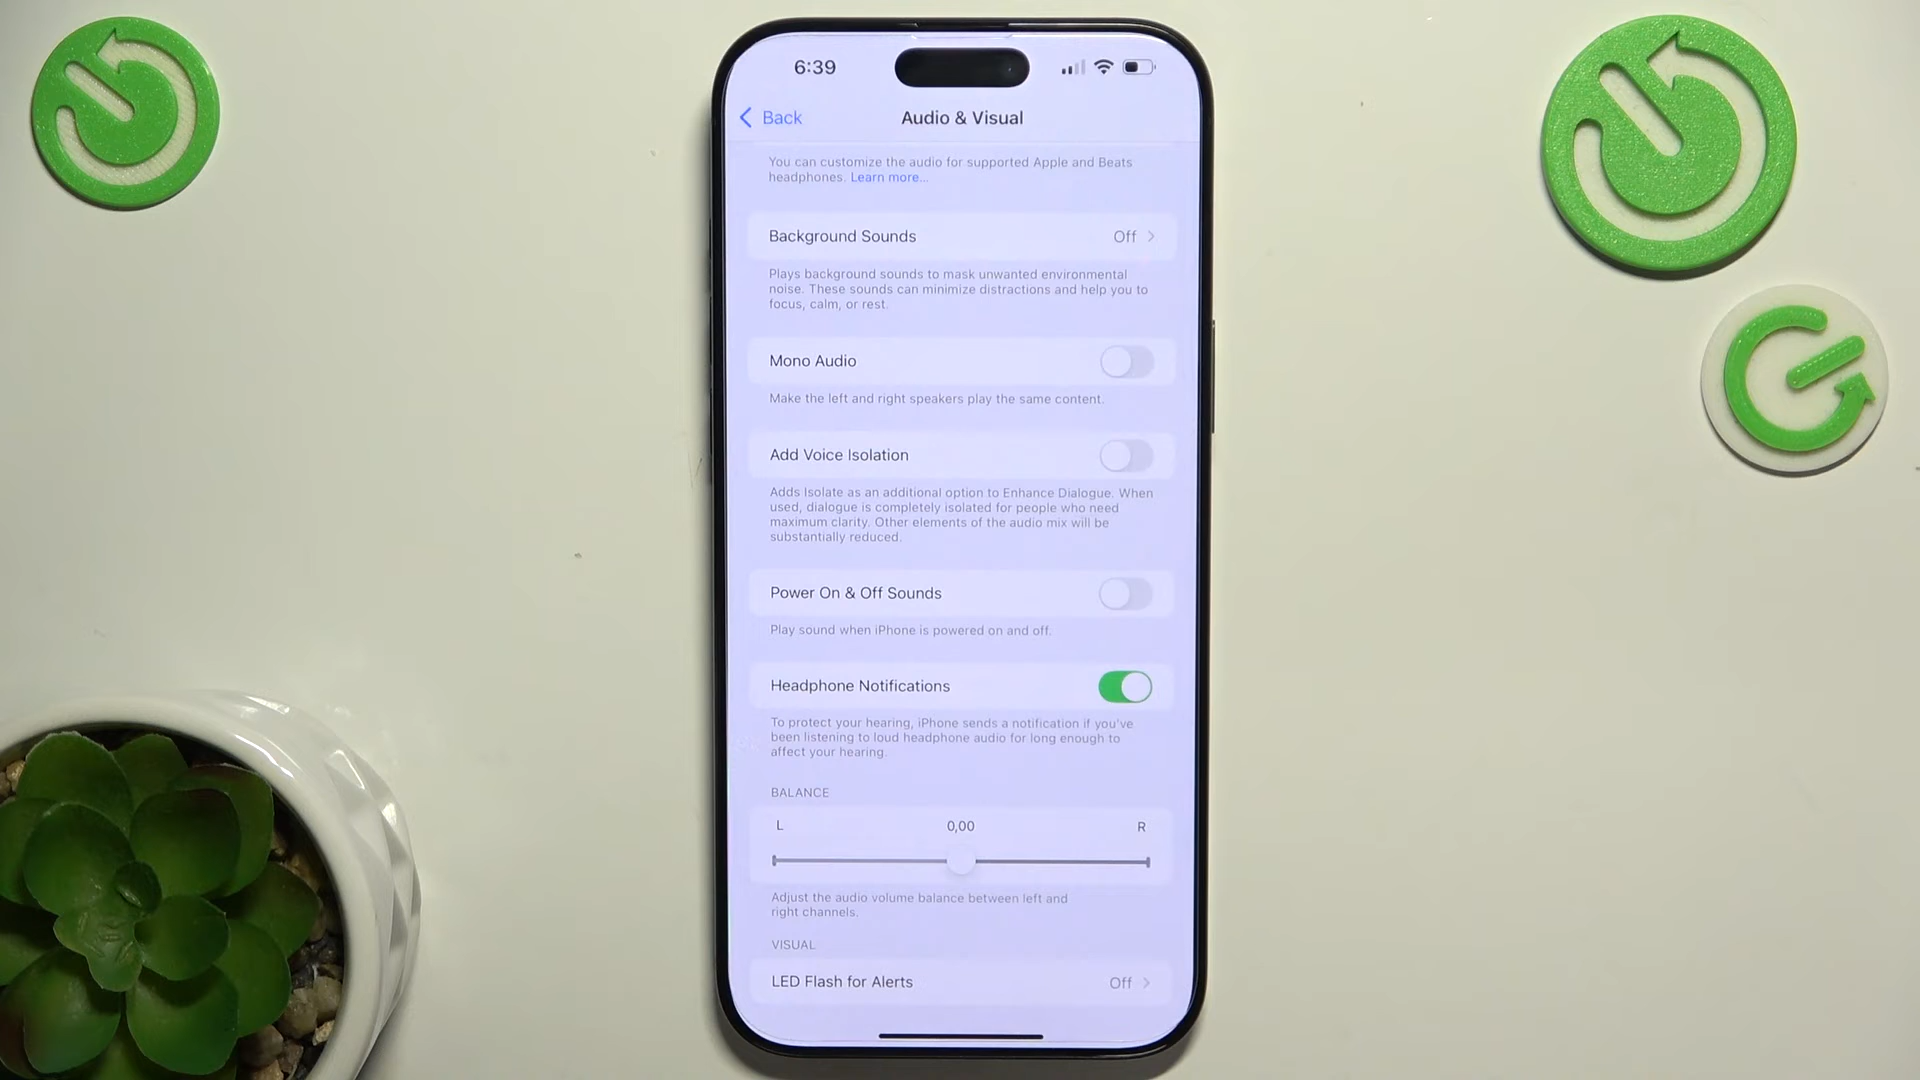 6:39
Back
Audio & Visual
You can customize the audio for supported Apple and Beats
headphones. Learn more...
Background Sounds Off
Plays background sounds to mask unwanted environmental
noise. These sounds can minimize distractions and help you to
focus, calm, or rest.
Mono Audio
Make the left and right speakers play the same content.
Add Voice Isolation
Adds Isolate as an additional option to Enhance Dialogue. When
used, dialogue is completely isolated for people who need
maximum clarity. Other elements of the audio mix will be
substantially reduced.
Power On & Off Sounds
Play sound when iPhone is powered on and off.
Headphone Notifications
To protect your hearing, iPhone sends a notification if you've
been listening to loud headphone audio for long enough to
affect your hearing.
BALANCE
L 0,00 R
Adjust the audio volume balance between left and
right channels.
VISUAL
LED Flash for Alerts Off